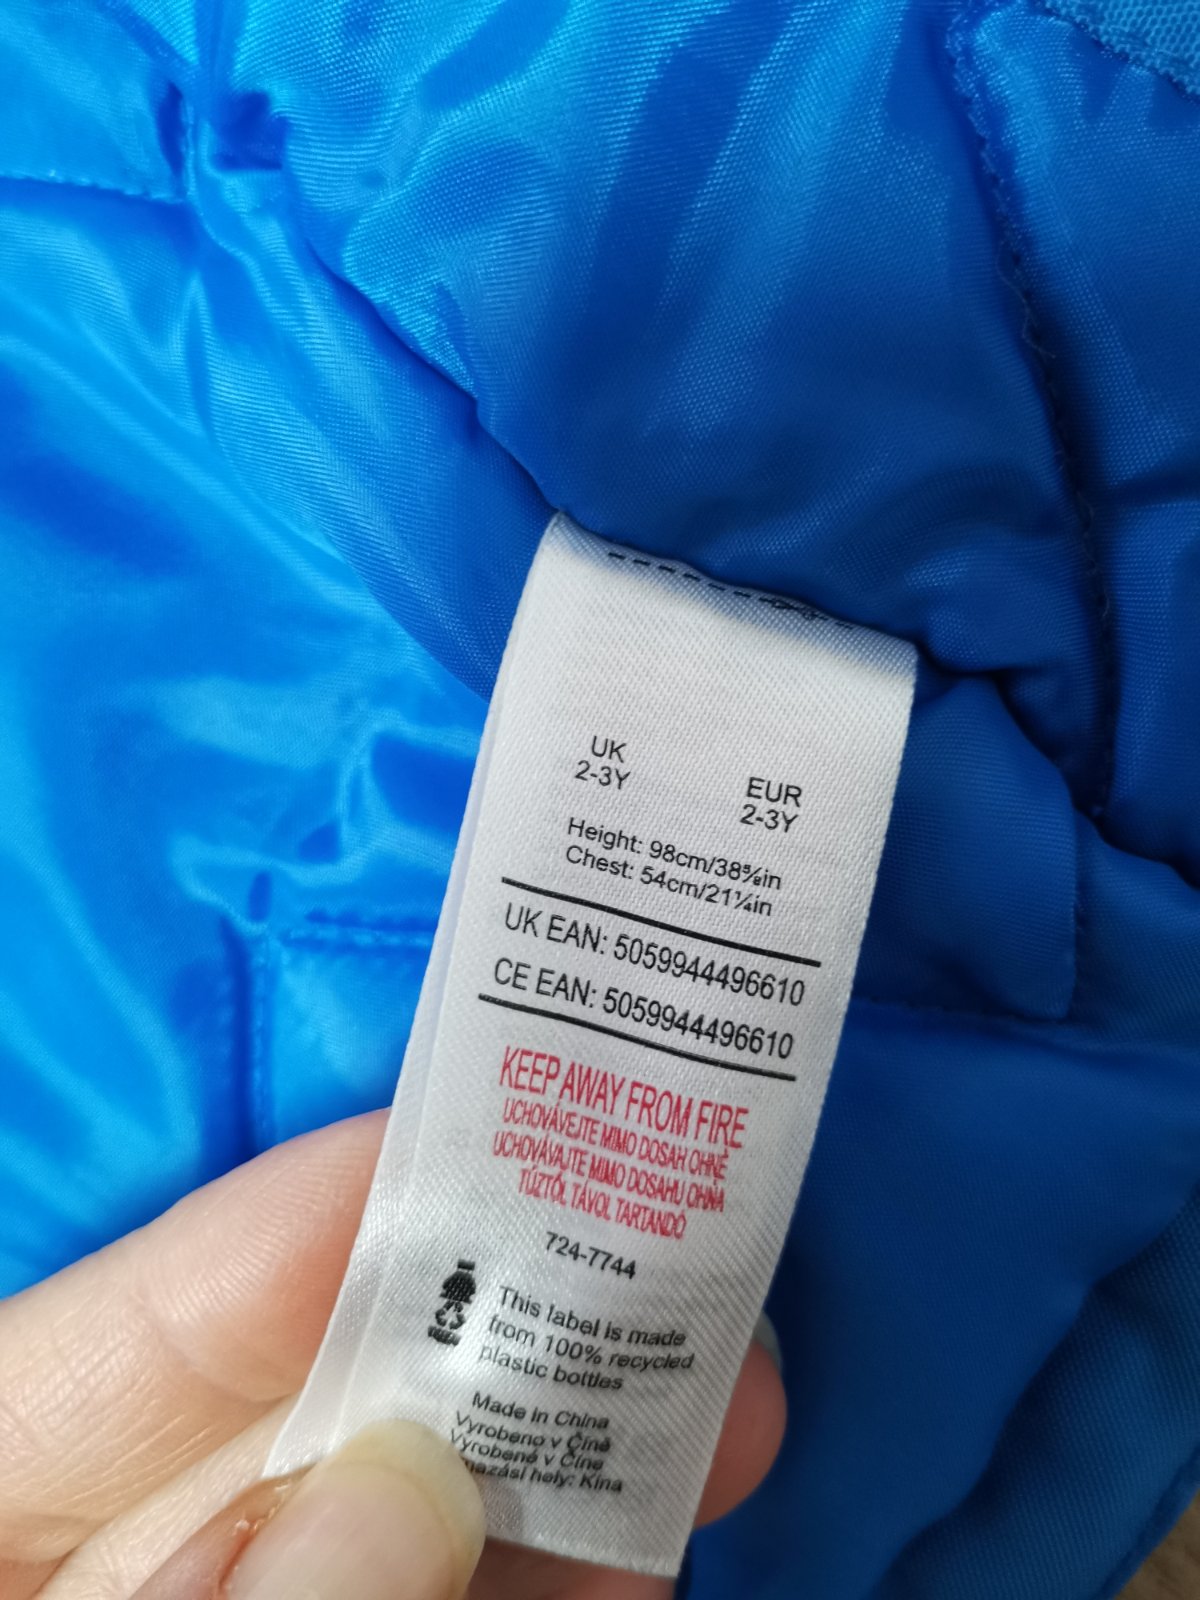 UK
2-3Y
EUR
2-3Y
Height: 98cm/38⅝in
Chest: 54cm/21¼in
UK EAN: 5059944496610
CE EAN: 5059944496610
KEEP AWAY FROM FIRE
UCHOVÁVEJTE MIMO DOSAH OHNĚ
UCHOVÁVAJTE MIMO DOSAHU OHŇA
TŰZTŐL TÁVOL TARTANDÓ
724-7744
This label is made
from 100% recycled
plastic bottles
Made in China
Vyrobeno v Číně
Vyrobené v Číne
hely: Kína